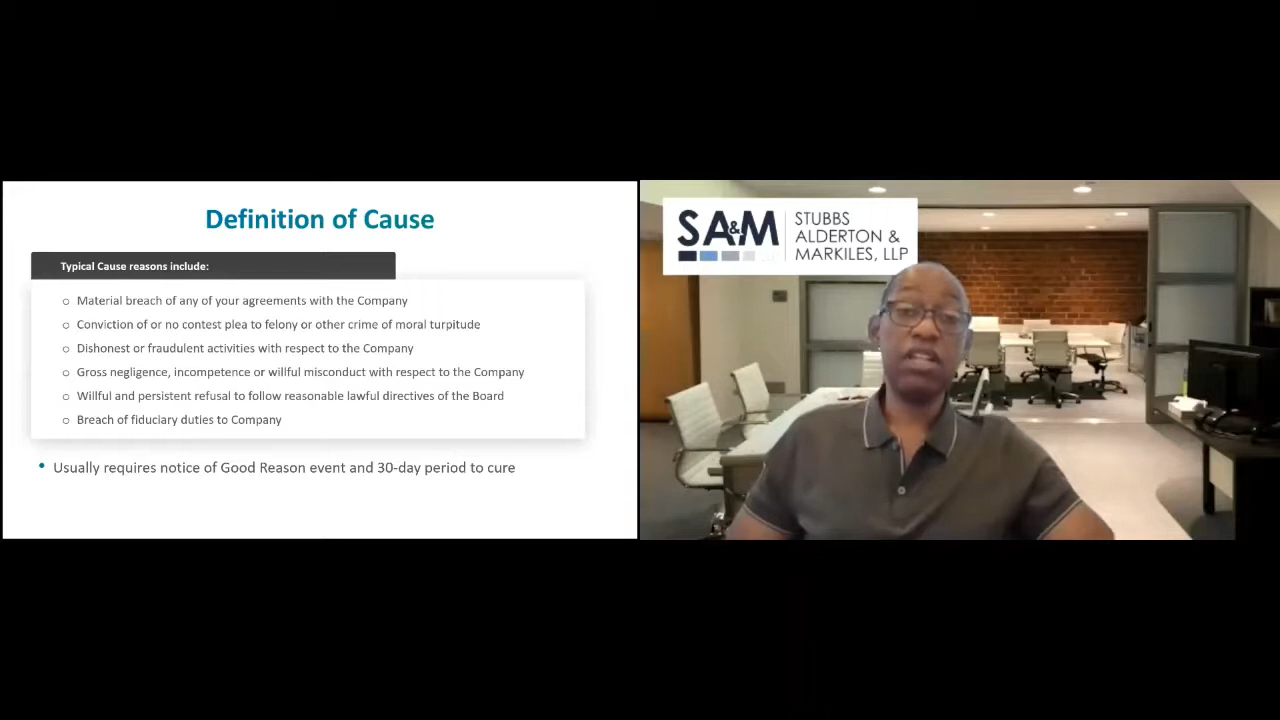 Definition of Cause
Typical Cause reasons include:
o Material breach of any of your agreements with the Company
o Conviction of or no contest plea to felony or other crime of moral turpitude
o Dishonest or fraudulent activities with respect to the Company
o Gross negligence, incompetence or willful misconduct with respect to the Company
o Willful and persistent refusal to follow reasonable lawful directives of the Board
o Breach of fiduciary duties to Company
• Usually requires notice of Good Reason event and 30-day period to cure
SA&M
STUBBS
ALDERTON &
MARKILES, LLP